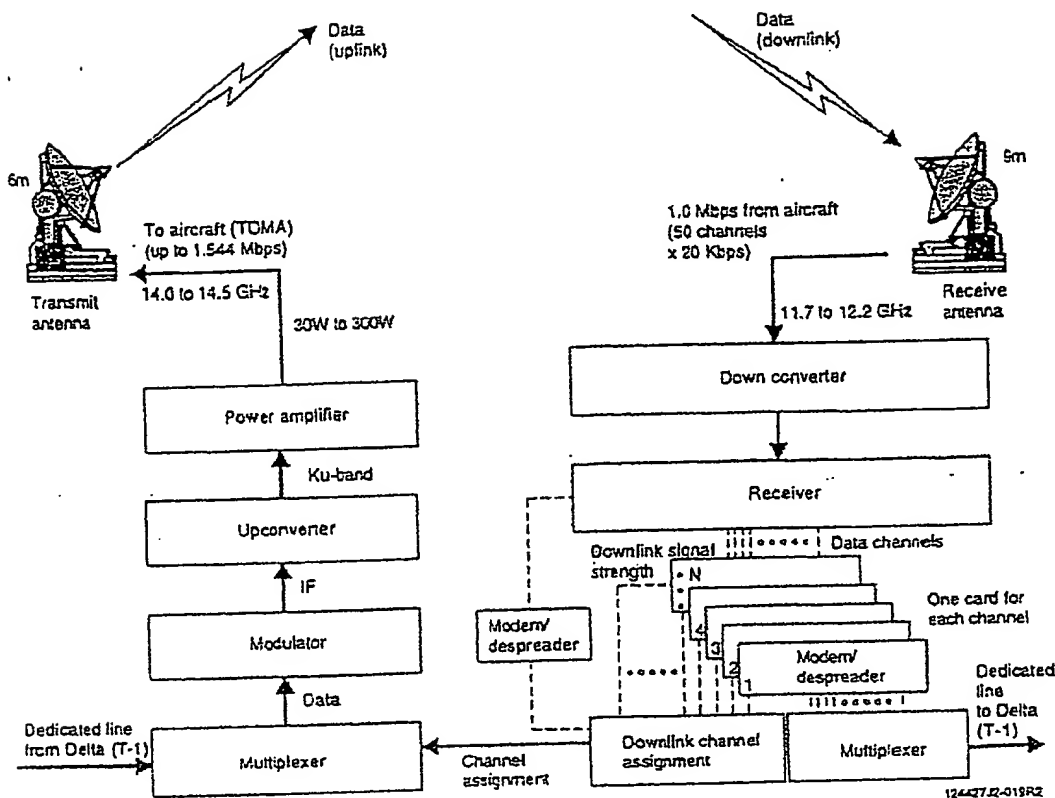 Data
(uplink)
Data
(downlink)
6m
To aircraft (TDMA)
(up to 1.544 Mbps)
14.0 to 14.5 GHz
Transmit
antenna
30W to 300W
Power amplifier
Ku-band
Upconverter
IF
Modulator
Data
Dedicated line
from Delta (T-1)
Multiplexer
1.0 Mbps from aircraft
(50 channels
x 20 Kbps)
Receive
antenna
11.7 to 12.2 GHz
Down converter
Receiver
Downlink signal
strength
Data channels
N
4
3
2
1
One card for
each channel
Modem/
despreader
Modem/
despreader
Dedicated
line
to Delta
(T-1)
Channel
assignment
Downlink channel
assignment
Multiplexer